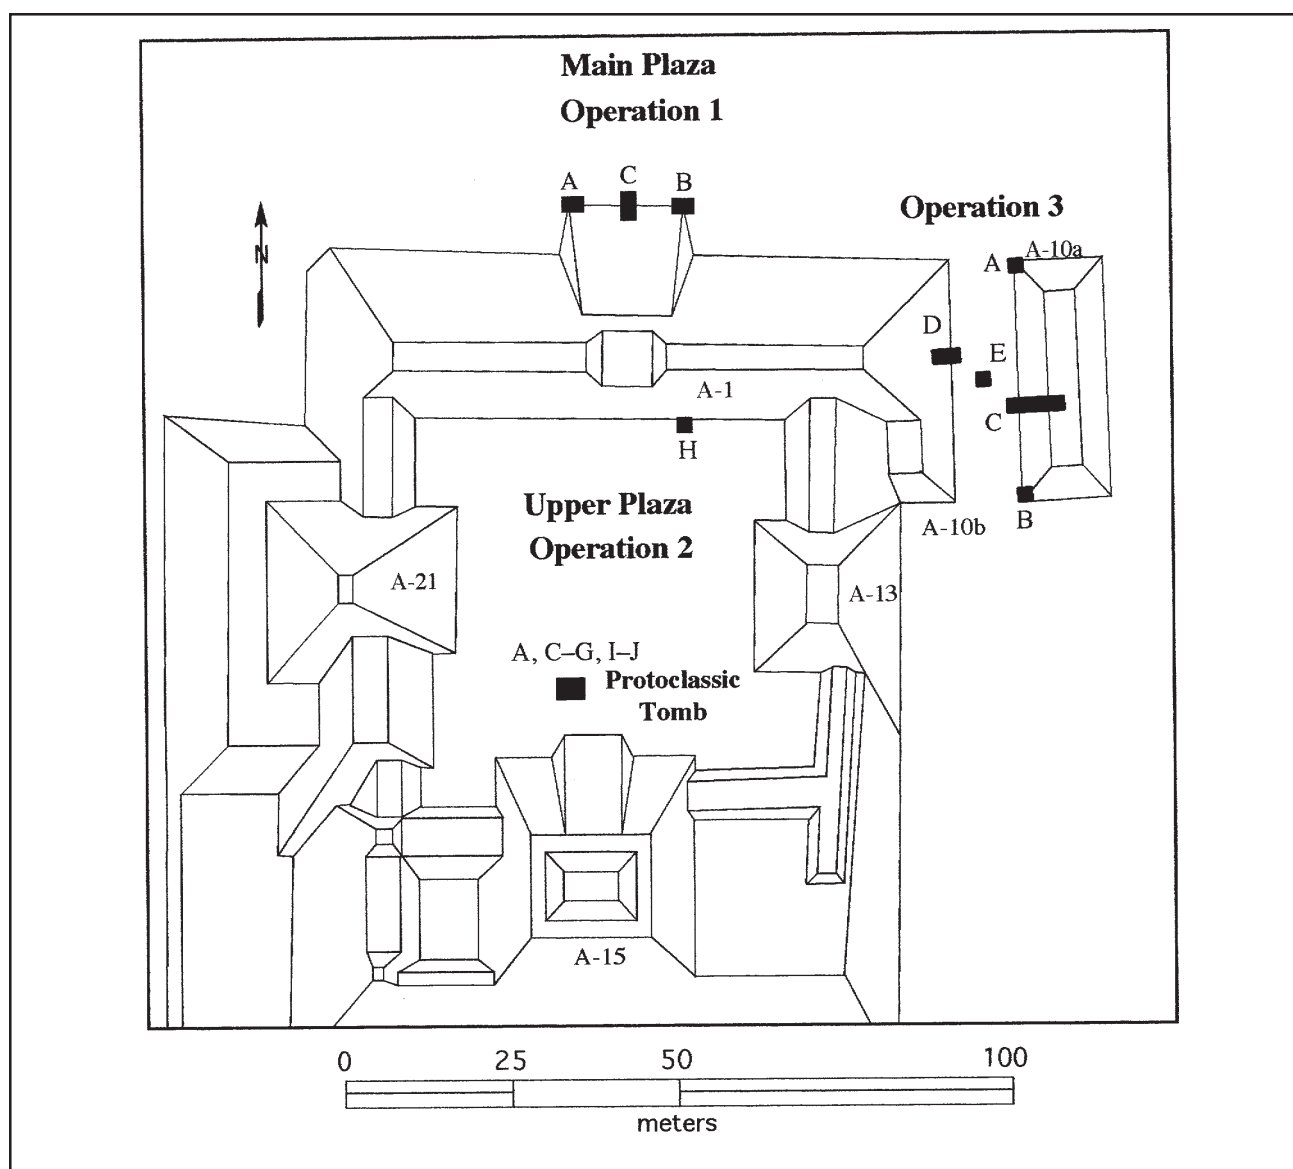 Main Plaza
Operation 1
A C B
Operation 3
N
A A-10a
D
E
A-1
C
H
B
Upper Plaza
A-10b
Operation 2
A-21
A-13
A, C–G, I–J
Protoclassic
Tomb
A-15
0 25 50 100
meters